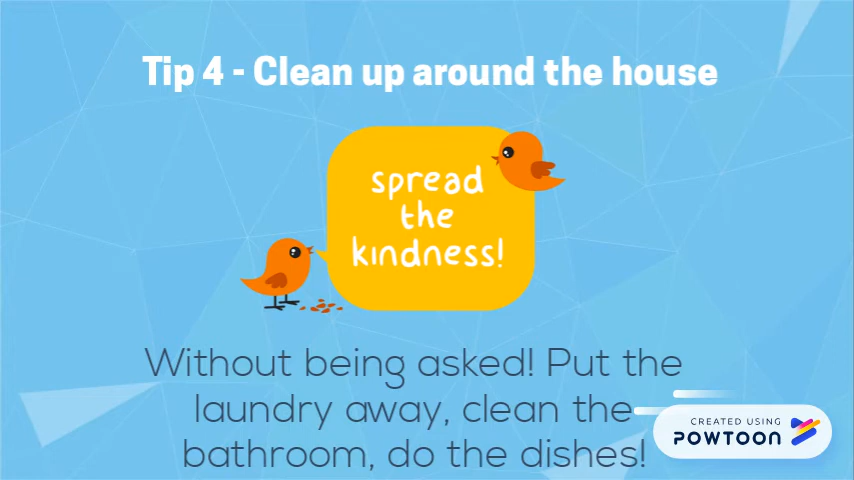 Tip 4 - Clean up around the house
spread
the
kindness!
Without being asked! Put the
laundry away, clean the
bathroom, do the dishes!
CREATED USING
POWTOON